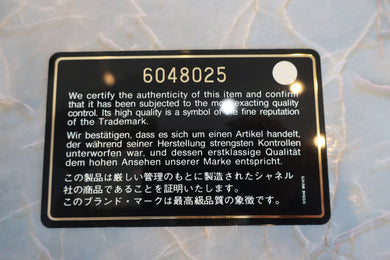 6048025
We certify the authenticity of this item and confirm
that it has been subjected to the most exacting quality
control. Its high quality is a symbol of the fine reputation
of the Trademark.
Wir bestätigen, dass es sich um einen Artikel handelt,
der während seiner Herstellung strengsten Kontrollen
unterworfen war, und dessen erstklassige Qualität
dem hohen Ansehen unserer Marke entspricht.
この製品は厳しい管理のもとに製造されたシャネル
社の商品であることを証明いたします。
このブランド・マークは最高級品質の象徴です。